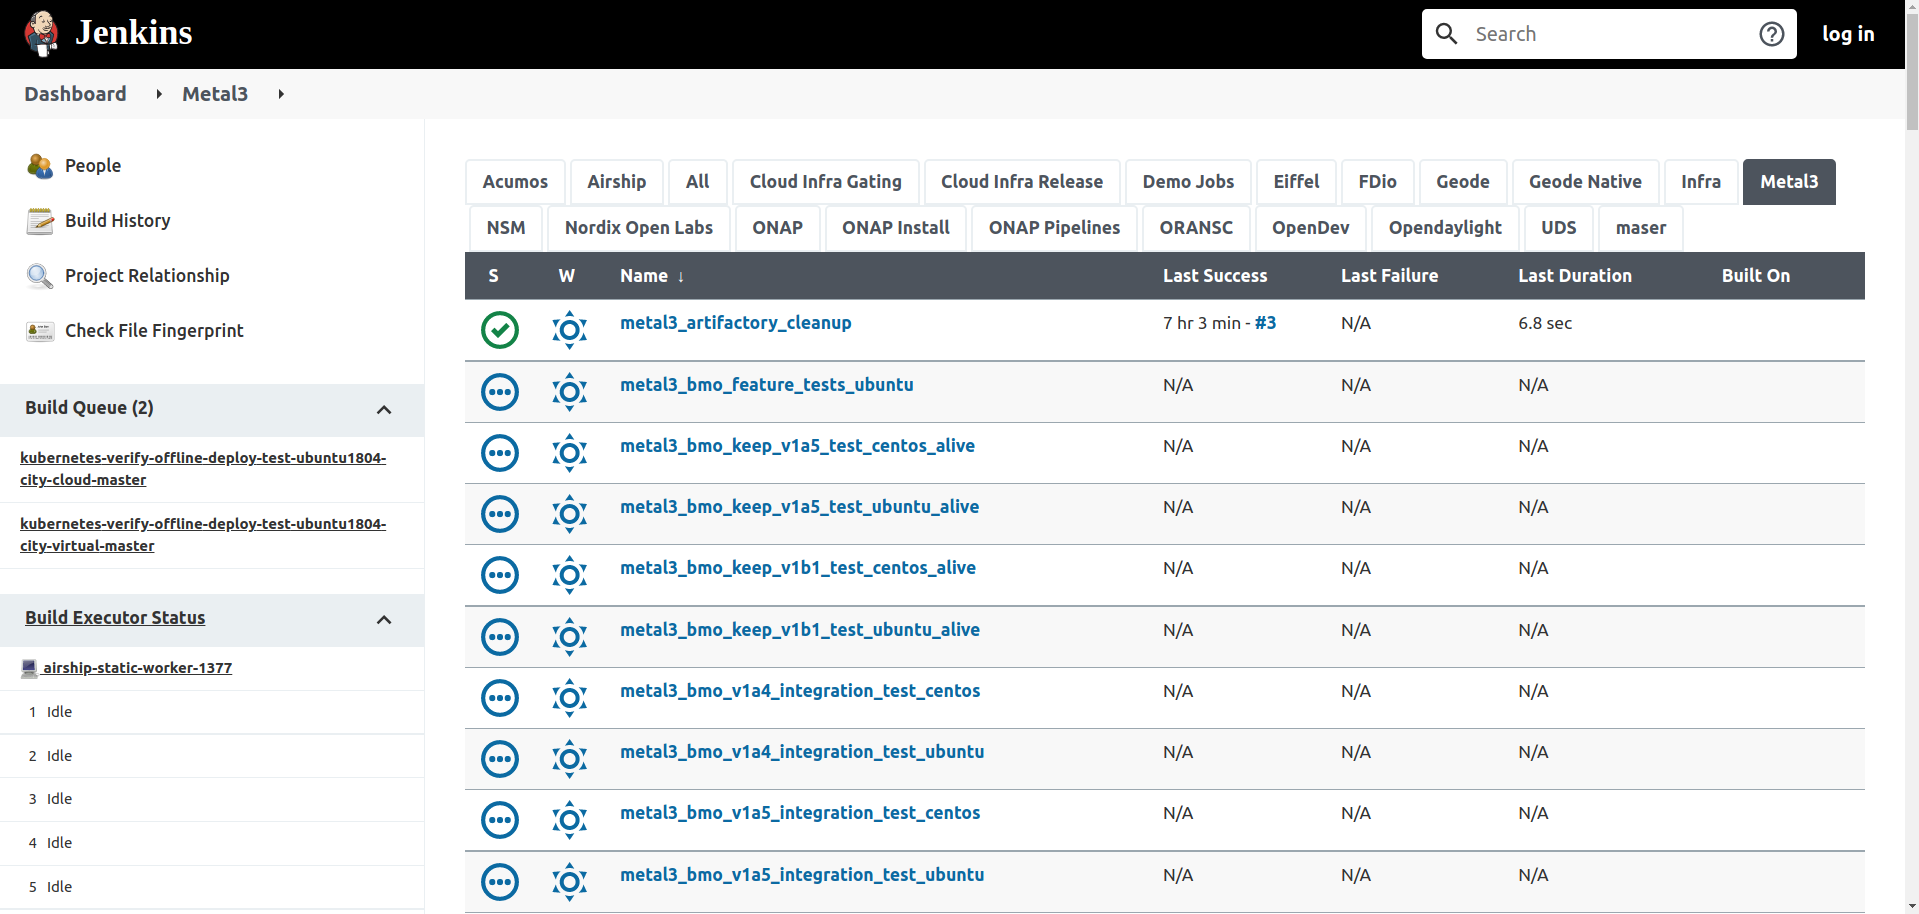 Jenkins
Search
log in
Dashboard
Metal3
People
Build History
Project Relationship
Check File Fingerprint
Build Queue (2)
kubernetes-verify-offline-deploy-test-ubuntu1804-
city-cloud-master
kubernetes-verify-offline-deploy-test-ubuntu1804-
city-virtual-master
Build Executor Status
airship-static-worker-1377
1 Idle
2 Idle
3 Idle
4 Idle
5 Idle
Acumos Airship All Cloud Infra Gating Cloud Infra Release Demo Jobs Eiffel FDio Geode Geode Native Infra Metal3
NSM Nordix Open Labs ONAP ONAP Install ONAP Pipelines ORANSC OpenDev Opendaylight UDS maser
S W Name ↓ Last Success Last Failure Last Duration Built On
metal3_artifactory_cleanup 7 hr 3 min - #3 N/A 6.8 sec
metal3_bmo_feature_tests_ubuntu N/A N/A N/A
metal3_bmo_keep_v1a5_test_centos_alive N/A N/A N/A
metal3_bmo_keep_v1a5_test_ubuntu_alive N/A N/A N/A
metal3_bmo_keep_v1b1_test_centos_alive N/A N/A N/A
metal3_bmo_keep_v1b1_test_ubuntu_alive N/A N/A N/A
metal3_bmo_v1a4_integration_test_centos N/A N/A N/A
metal3_bmo_v1a4_integration_test_ubuntu N/A N/A N/A
metal3_bmo_v1a5_integration_test_centos N/A N/A N/A
metal3_bmo_v1a5_integration_test_ubuntu N/A N/A N/A